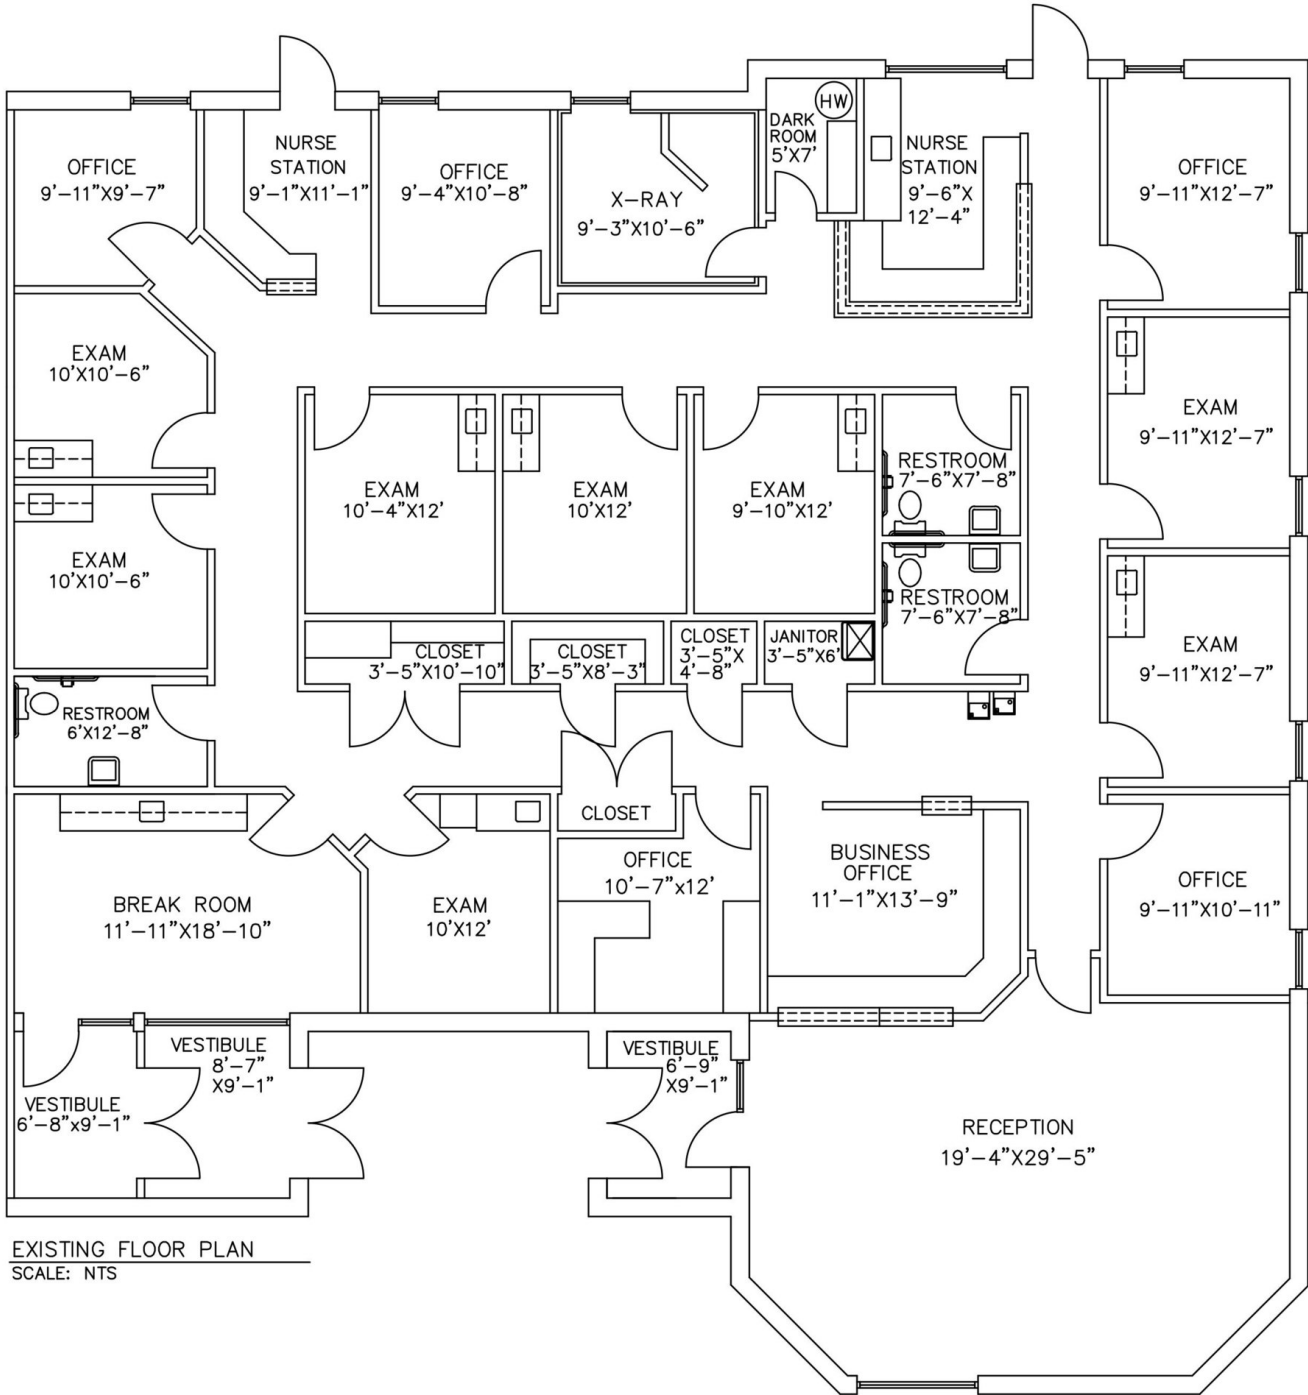 OFFICE
9'-11"X9'-7"
NURSE
STATION
9'-1"X11'-1"
OFFICE
9'-4"X10'-8"
X-RAY
9'-3"X10'-6"
DARK
ROOM
5'X7'
HW
NURSE
STATION
9'-6"X
12'-4"
OFFICE
9'-11"X12'-7"
EXAM
10'X10'-6"
EXAM
10'X10'-6"
EXAM
10'-4"X12'
EXAM
10'X12'
EXAM
9'-10"X12'
RESTROOM
7'-6"X7'-8"
RESTROOM
7'-6"X7'-8"
EXAM
9'-11"X12'-7"
EXAM
9'-11"X12'-7"
CLOSET
3'-5"X10'-10"
CLOSET
3'-5"X8'-3"
CLOSET
3'-5"X
4'-8"
JANITOR
3'-5"X6'
RESTROOM
6'X12'-8"
BREAK ROOM
11'-11"X18'-10"
EXAM
10'X12'
CLOSET
OFFICE
10'-7"x12'
BUSINESS
OFFICE
11'-1"X13'-9"
OFFICE
9'-11"X10'-11"
VESTIBULE
6'-8"x9'-1"
VESTIBULE
8'-7"
X9'-1"
VESTIBULE
6'-9"
X9'-1"
RECEPTION
19'-4"X29'-5"
EXISTING FLOOR PLAN
SCALE: NTS